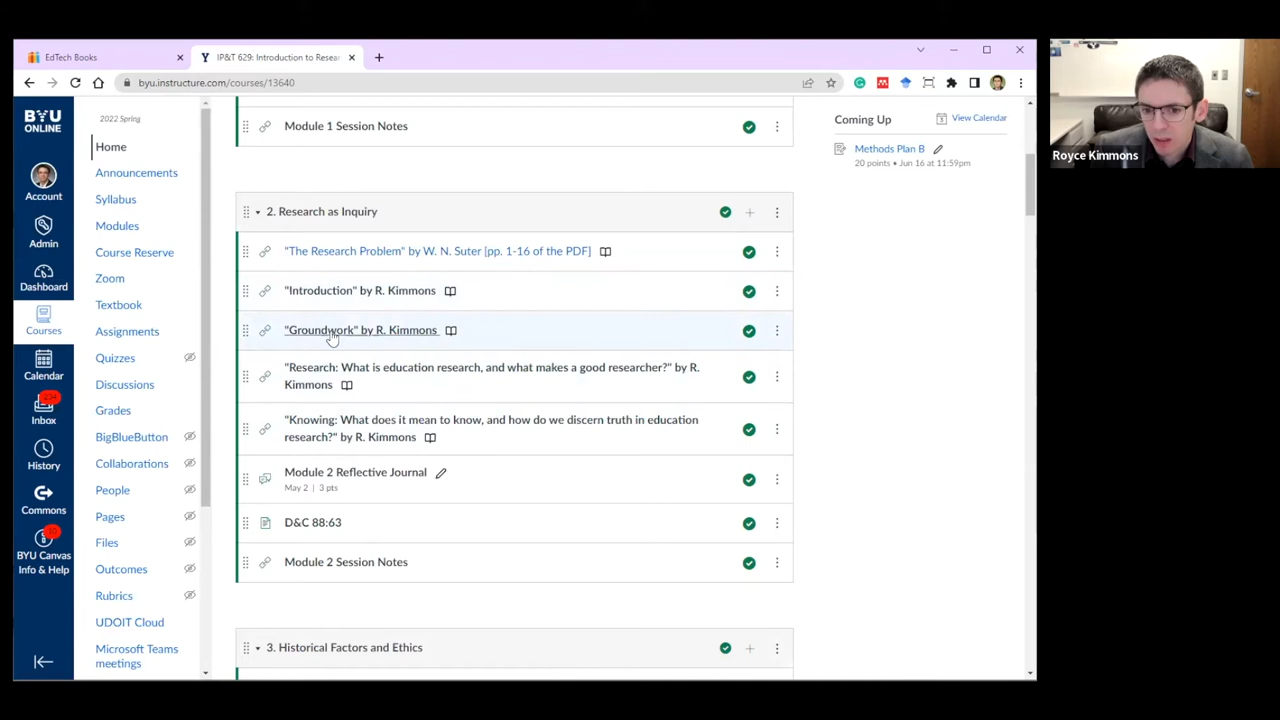 EdTech Books
IP&T 629: Introduction to Resear
byu.instructure.com/courses/13640
Royce Kimmons
BYU
ONLINE
Account
Admin
Dashboard
Courses
Calendar
234
Inbox
History
Commons
10
BYU Canvas
Info & Help
2022 Spring
Home
Announcements
Syllabus
Modules
Course Reserve
Zoom
Textbook
Assignments
Quizzes
Discussions
Grades
BigBlueButton
Collaborations
People
Pages
Files
Outcomes
Rubrics
UDOIT Cloud
Microsoft Teams
meetings
Module 1 Session Notes
2. Research as Inquiry
"The Research Problem" by W. N. Suter [pp. 1-16 of the PDF]
"Introduction" by R. Kimmons
"Groundwork" by R. Kimmons
"Research: What is education research, and what makes a good researcher?" by R.
Kimmons
"Knowing: What does it mean to know, and how do we discern truth in education
research?" by R. Kimmons
Module 2 Reflective Journal
May 2 | 3 pts
D&C 88:63
Module 2 Session Notes
3. Historical Factors and Ethics
Coming Up
View Calendar
Methods Plan B
20 points • Jun 16 at 11:59pm